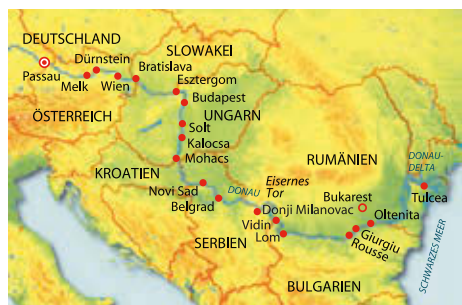 DEUTSCHLAND
SLOWAKEI
Dürnstein
Passau
Bratislava
Melk
Wien
Esztergom
Budapest
ÖSTERREICH
UNGARN
Solt
Kalocsa
Mohacs
KROATIEN
RUMÄNIEN
DONAU-
DELTA
Novi Sad
DONAU
Eisernes
Tor
Bukarest
Tulcea
Belgrad
Donji Milanovac
Oltenita
Vidin
Giurgiu
Lom
Rousse
SERBIEN
BULGARIEN
SCHWARZES MEER